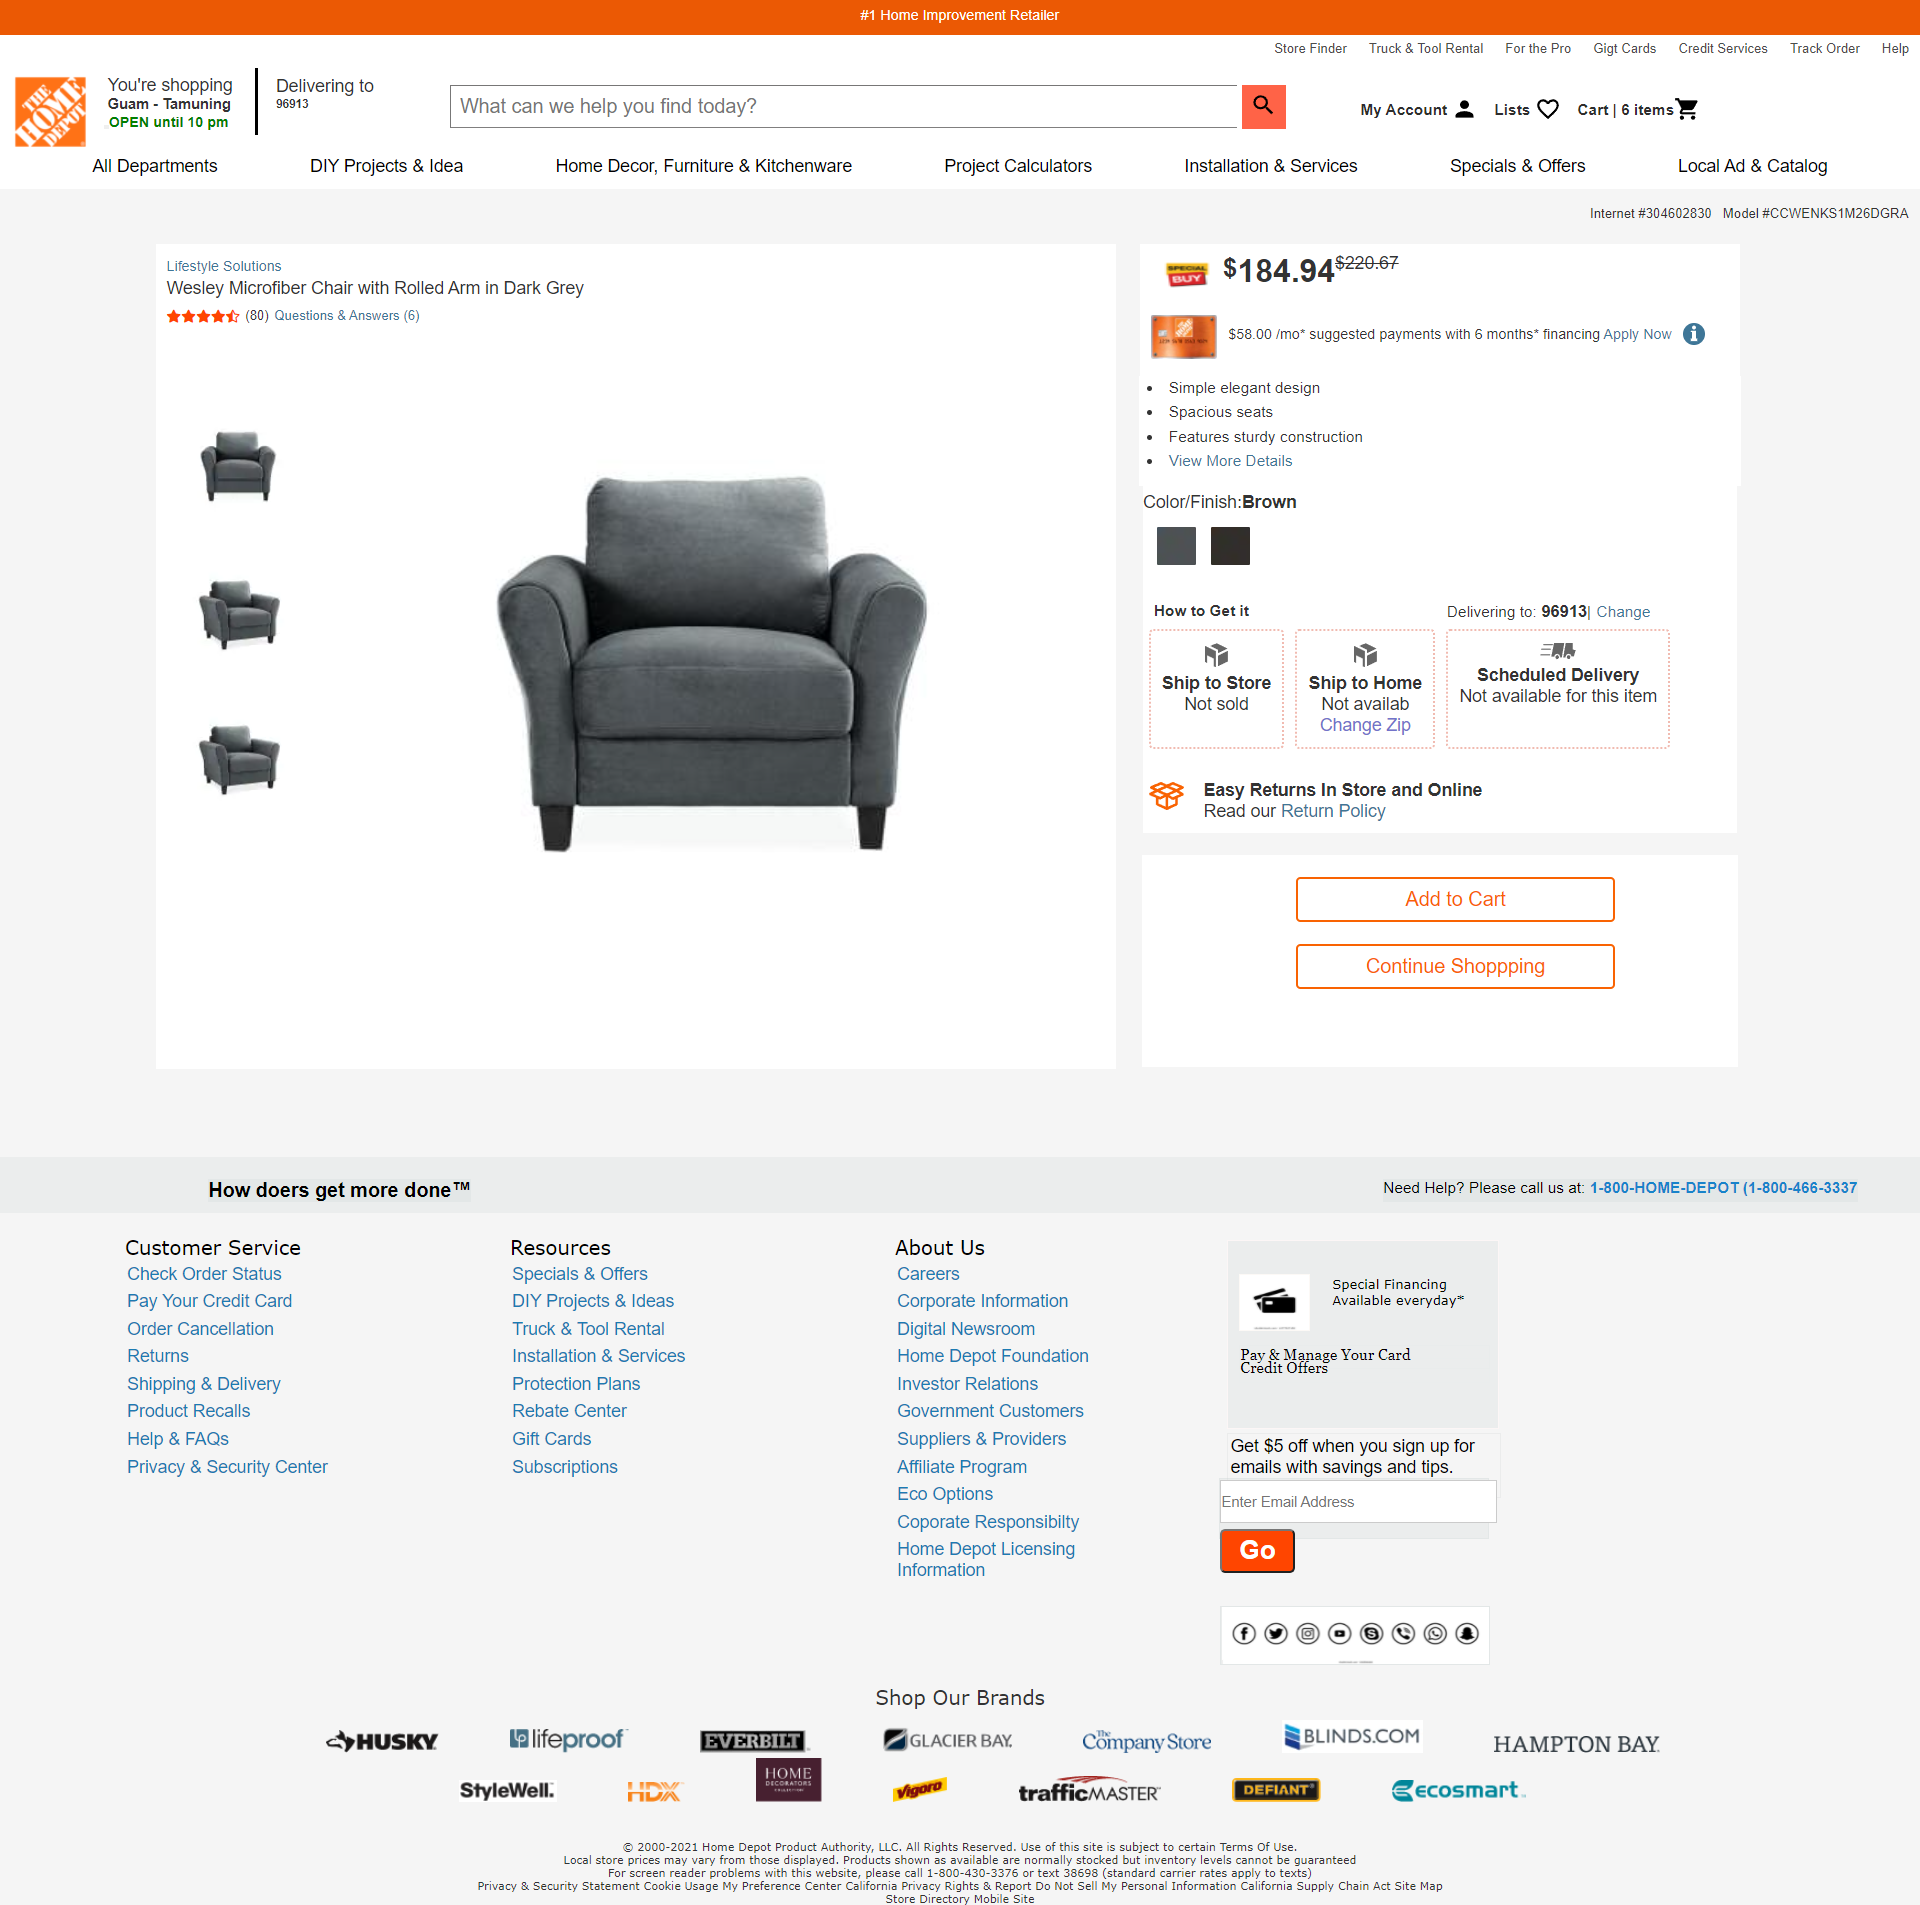 #1 Home Improvement Retailer
Store Finder Truck & Tool Rental For the Pro Gigt Cards Credit Services Track Order Help
THE HOME DEPOT
You're shopping
Guam - Tamuning
OPEN until 10 pm
Delivering to
96913
What can we help you find today?
My Account Lists Cart | 6 items
All Departments DIY Projects & Idea Home Decor, Furniture & Kitchenware Project Calculators Installation & Services Specials & Offers Local Ad & Catalog
Internet #304602830 Model #CCWENKS1M26DGRA
Lifestyle Solutions
Wesley Microfiber Chair with Rolled Arm in Dark Grey
(80) Questions & Answers (6)
SPECIAL BUY
$184.94 $220.67
$58.00 /mo* suggested payments with 6 months* financing Apply Now
Simple elegant design
Spacious seats
Features sturdy construction
View More Details
Color/Finish:Brown
How to Get it
Delivering to: 96913| Change
Ship to Store
Not sold
Ship to Home
Not availab
Change Zip
Scheduled Delivery
Not available for this item
Easy Returns In Store and Online
Read our Return Policy
Add to Cart
Continue Shoppping
How doers get more done™
Need Help? Please call us at: 1-800-HOME-DEPOT (1-800-466-3337
Customer Service
Check Order Status
Pay Your Credit Card
Order Cancellation
Returns
Shipping & Delivery
Product Recalls
Help & FAQs
Privacy & Security Center
Resources
Specials & Offers
DIY Projects & Ideas
Truck & Tool Rental
Installation & Services
Protection Plans
Rebate Center
Gift Cards
Subscriptions
About Us
Careers
Corporate Information
Digital Newsroom
Home Depot Foundation
Investor Relations
Government Customers
Suppliers & Providers
Affiliate Program
Eco Options
Coporate Responsibilty
Home Depot Licensing
Information
Special Financing
Available everyday*
Pay & Manage Your Card
Credit Offers
Get $5 off when you sign up for
emails with savings and tips.
Enter Email Address
Go
Shop Our Brands
HUSKY lifeproof EVERBILT GLACIER BAY. The Company Store BLINDS.COM HAMPTON BAY.
StyleWell. HDX HOME DECORATORS COLLECTION Vigoro trafficMASTER DEFIANT ecosmart
© 2000-2021 Home Depot Product Authority, LLC. All Rights Reserved. Use of this site is subject to certain Terms Of Use.
Local store prices may vary from those displayed. Products shown as available are normally stocked but inventory levels cannot be guaranteed
For screen reader problems with this website, please call 1-800-430-3376 or text 38698 (standard carrier rates apply to texts)
Privacy & Security Statement Cookie Usage My Preference Center California Privacy Rights & Report Do Not Sell My Personal Information California Supply Chain Act Site Map
Store Directory Mobile Site